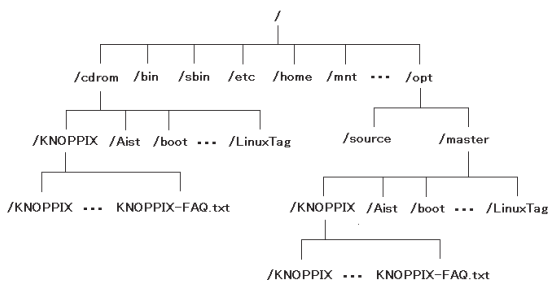 /
/cdrom /bin /sbin /etc /home /mnt ••• /opt
/KNOPPIX /Aist /boot ••• /LinuxTag
/source /master
/KNOPPIX ••• KNOPPIX-FAQ.txt
/KNOPPIX /Aist /boot ••• /LinuxTag
/KNOPPIX ••• KNOPPIX-FAQ.txt